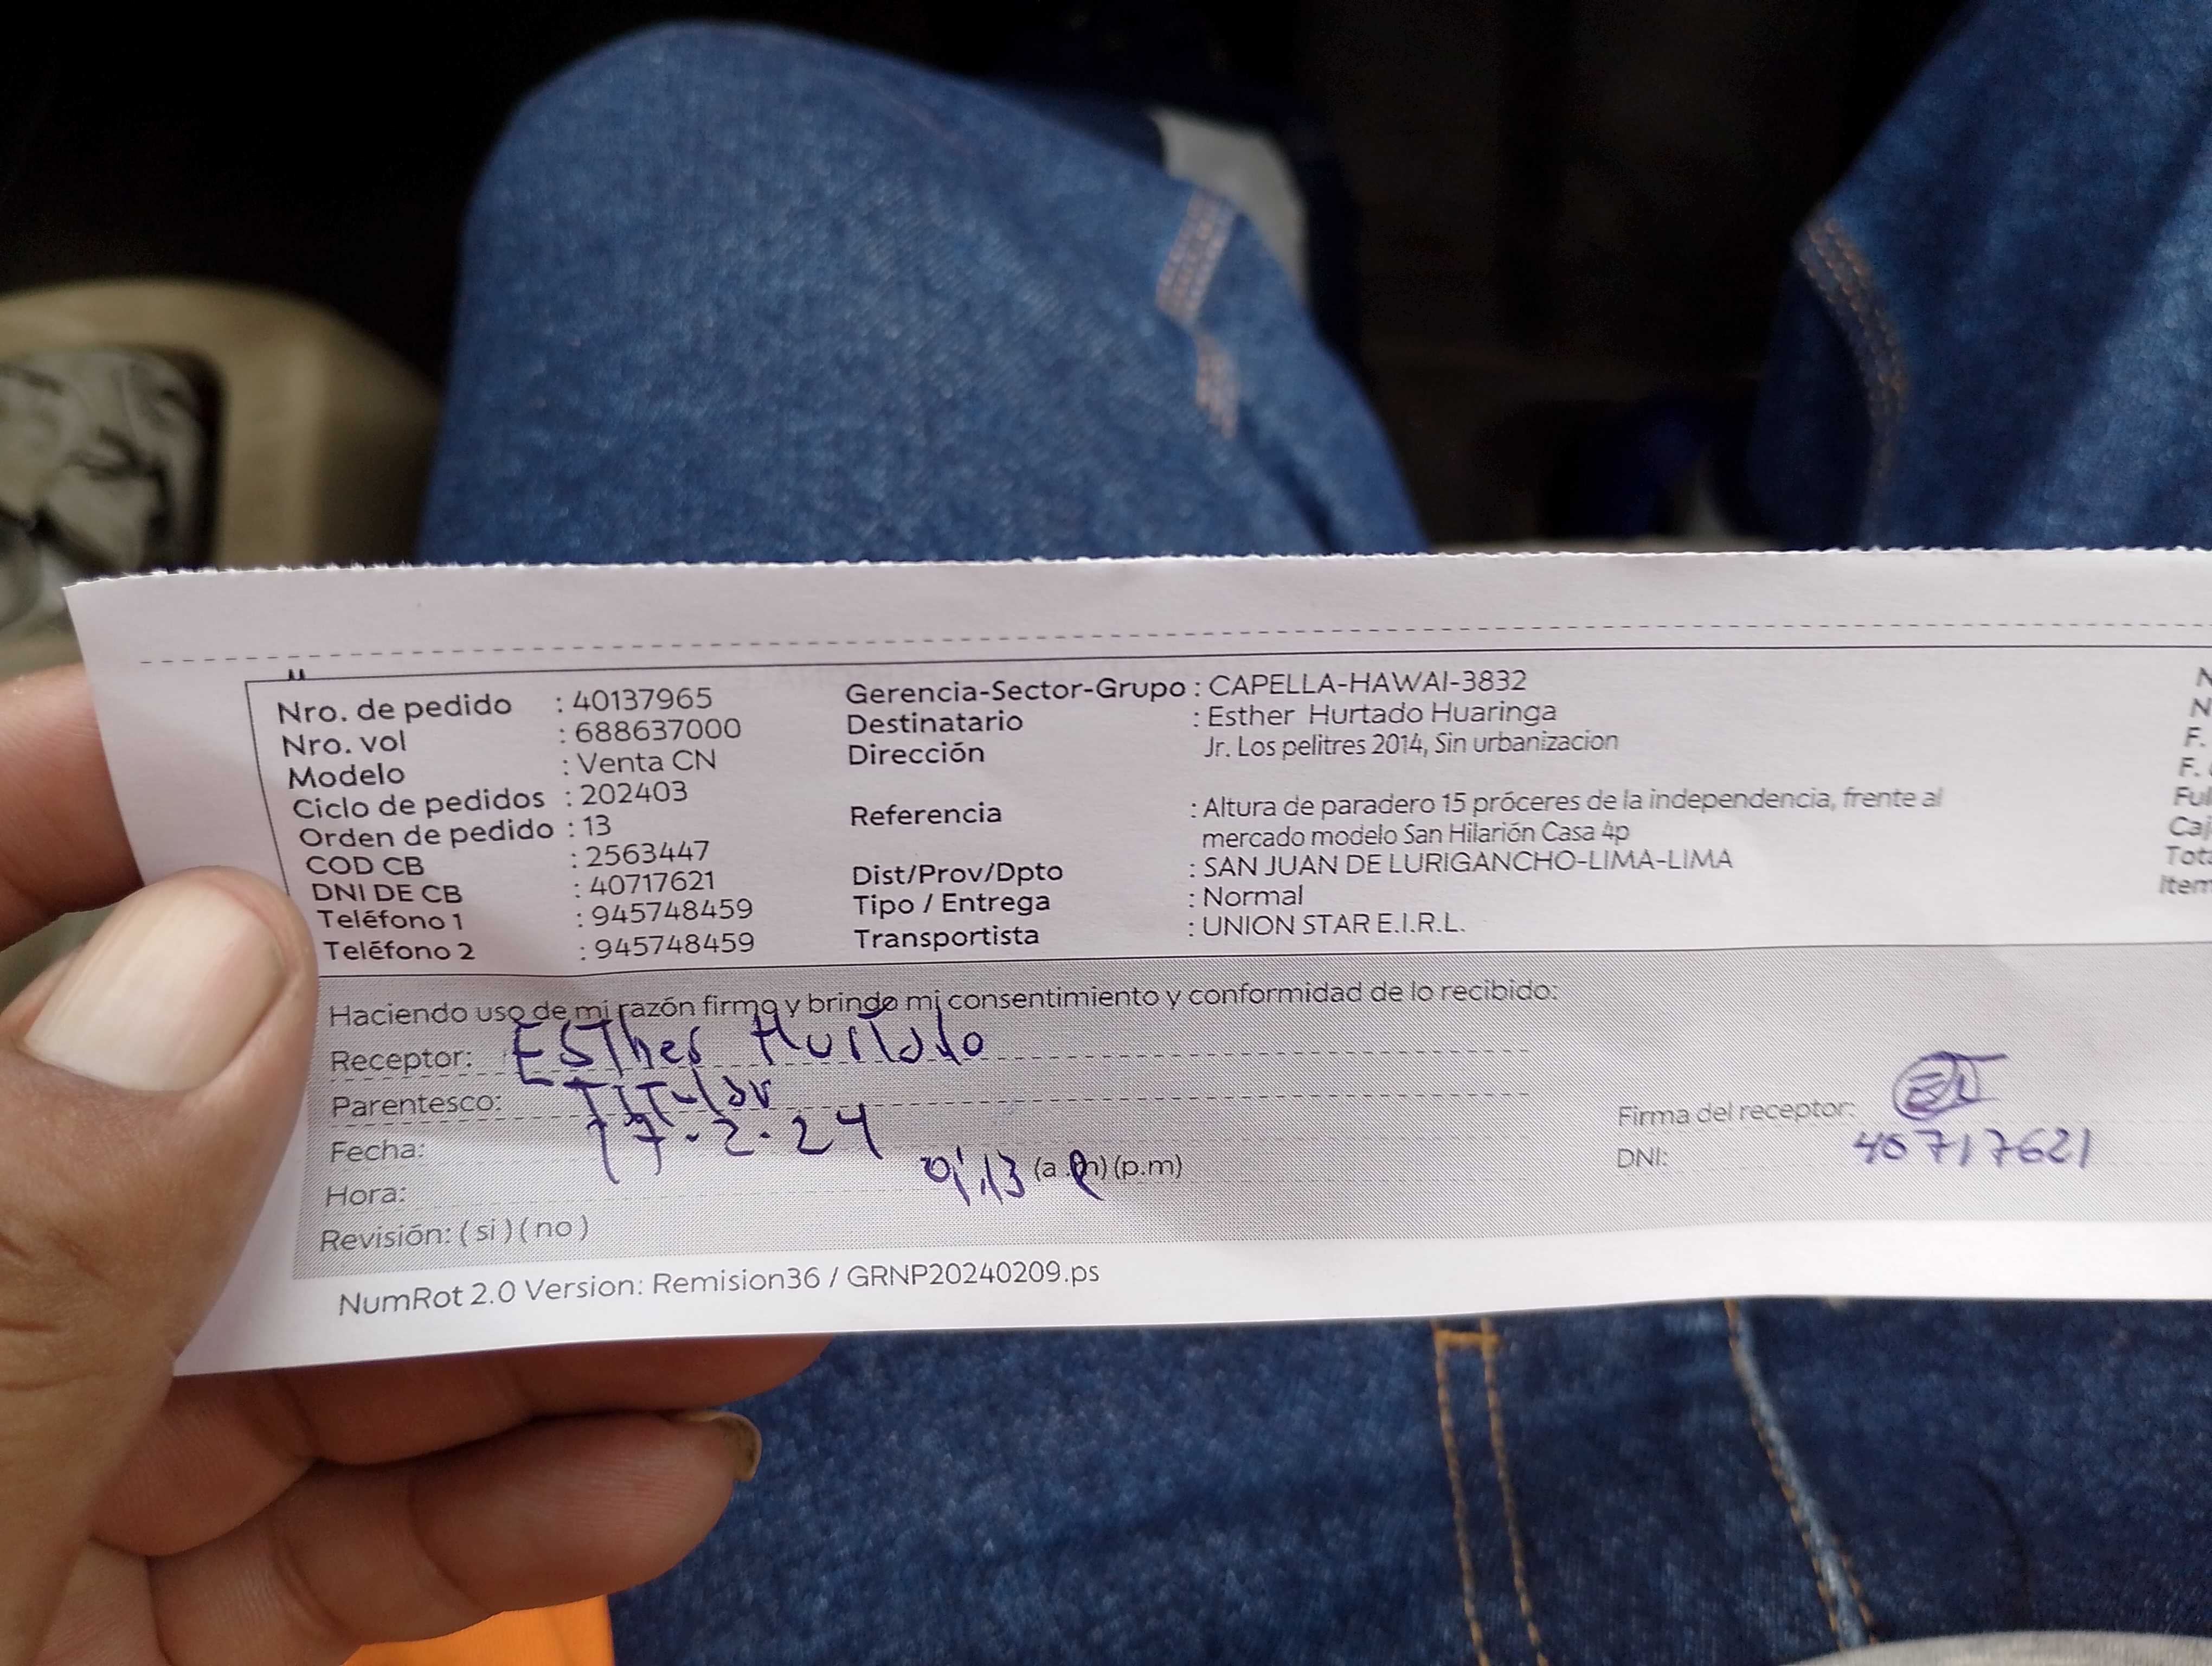 Nro. de pedido : 40137965
Nro. vol : 688637000
Modelo : Venta CN
Ciclo de pedidos : 202403
Orden de pedido : 13
COD CB : 2563447
DNI DE CB : 40717621
Teléfono 1 : 945748459
Teléfono 2 : 945748459
Gerencia-Sector-Grupo : CAPELLA-HAWAI-3832
Destinatario : Esther Hurtado Huaringa
Dirección Jr. Los pelitres 2014, Sin urbanizacion
Referencia : Altura de paradero 15 próceres de la independencia, frente al
mercado modelo San Hilarión Casa 4p
Dist/Prov/Dpto : SAN JUAN DE LURIGANCHO-LIMA-LIMA
Tipo / Entrega : Normal
Transportista : UNION STAR E.I.R.L.
N
N
F.
F.
Ful
Caj
Tota
Item
Haciendo uso de mi razón firmo y brindo mi consentimiento y conformidad de lo recibido:
Receptor: Esther Hurtado
Parentesco: Titular
Fecha: 17-2-24
Hora: 9:13 (a.m) (p.m)
Revisión: ( si ) ( no )
Firma del receptor:
DNI: 40717621
NumRot 2.0 Version: Remision36 / GRNP20240209.ps